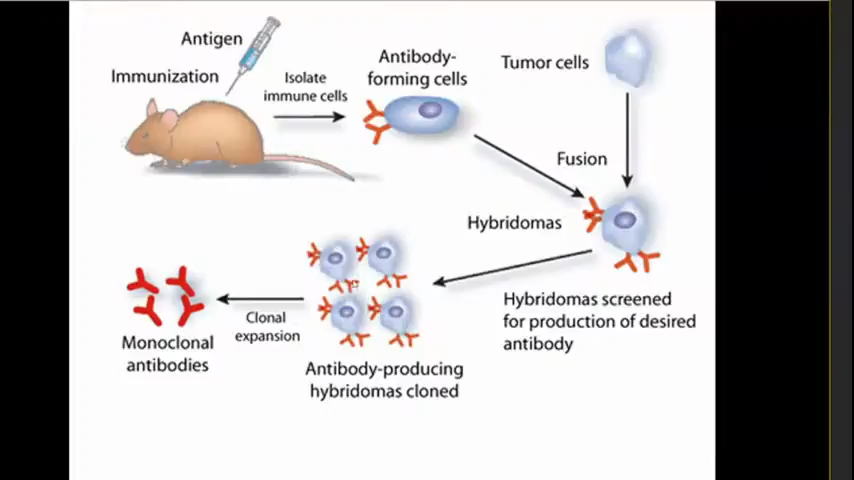 Antigen
Immunization
Isolate
immune cells
Antibody-
forming cells
Tumor cells
Fusion
Hybridomas
Hybridomas screened
for production of desired
antibody
Antibody-producing
hybridomas cloned
Clonal
expansion
Monoclonal
antibodies